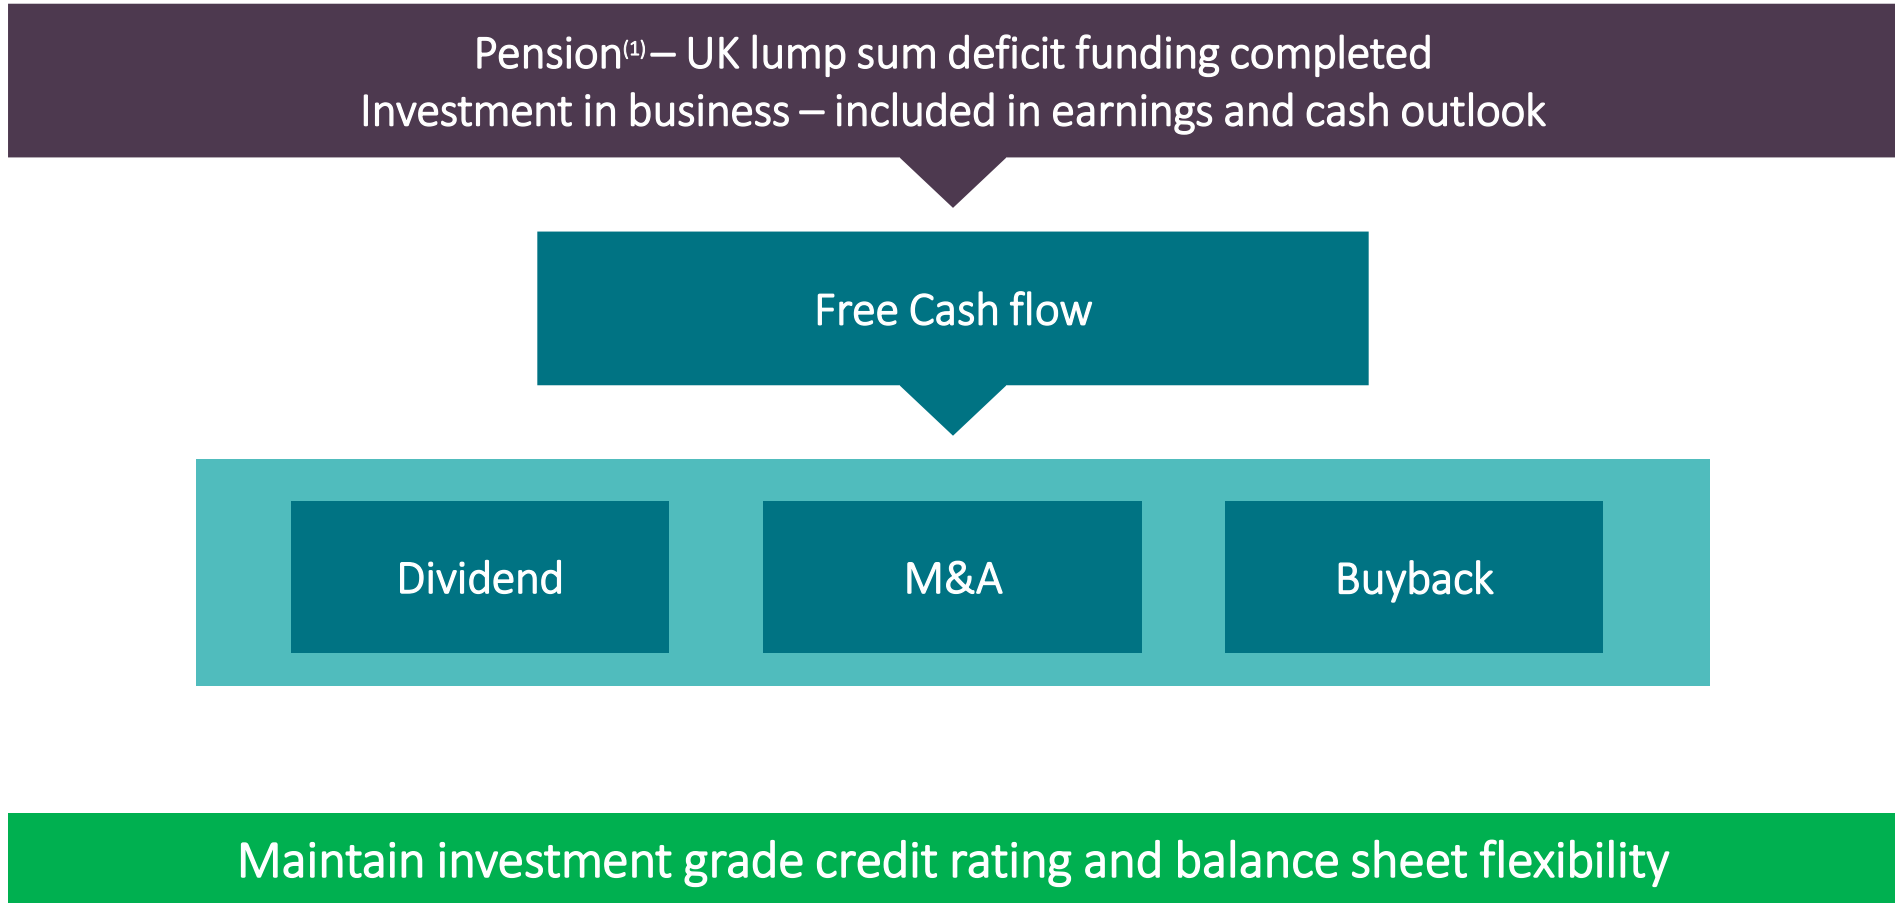 Pension(1) – UK lump sum deficit funding completed
Investment in business – included in earnings and cash outlook
Free Cash flow
Dividend
M&A
Buyback
Maintain investment grade credit rating and balance sheet flexibility